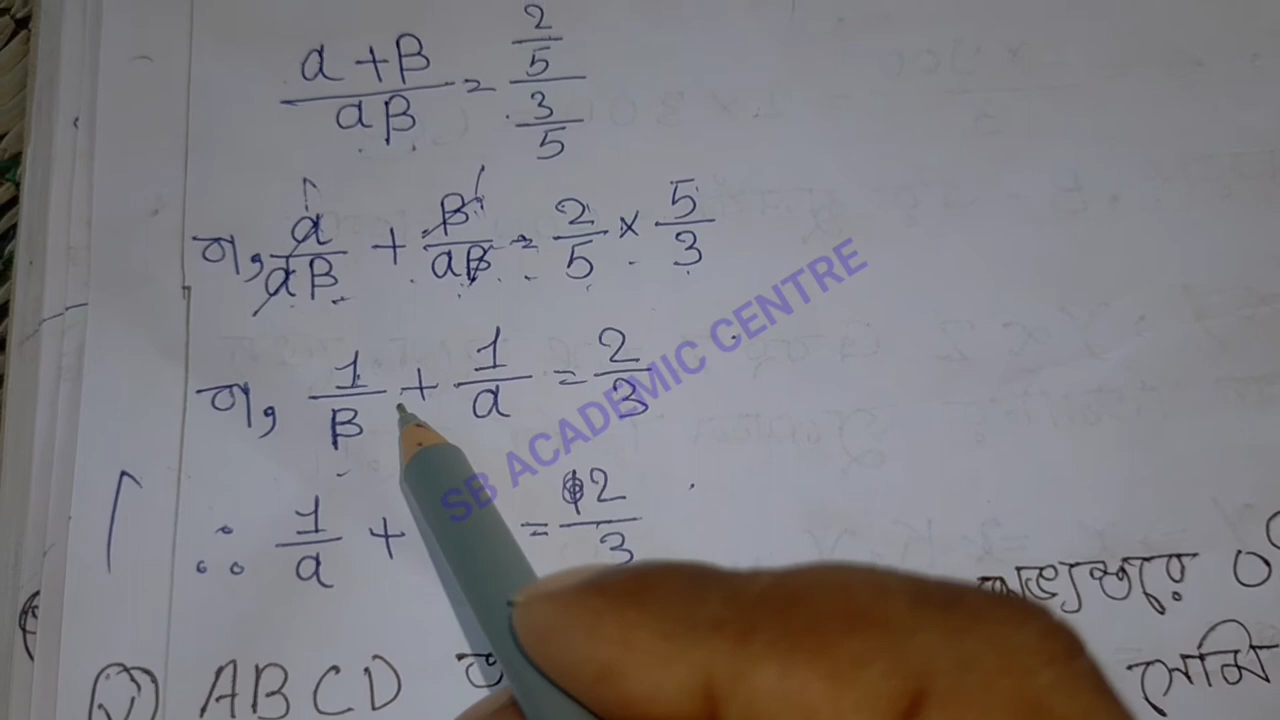 α + β / αβ = 2/5 / 3/5
বা, α/αβ + β/αβ = 2/5 × 5/3
বা, 1/β + 1/α = 2/3
∴ 1/α + = 2/3
(v) ABCD
SB ACADEMIC CENTRE